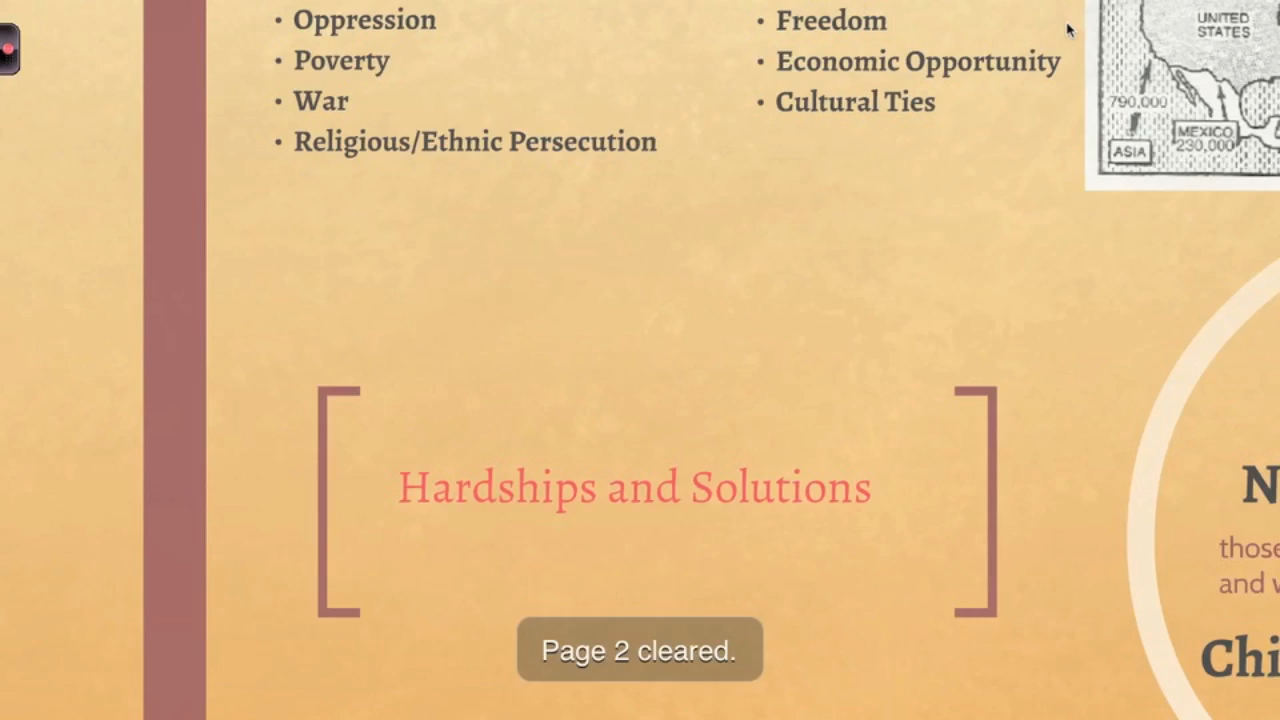 • Oppression
• Poverty
• War
• Religious/Ethnic Persecution
• Freedom
• Economic Opportunity
• Cultural Ties
UNITED
STATES
790,000
ASIA
MEXICO
230,000
Hardships and Solutions
those
and
Page 2 cleared.